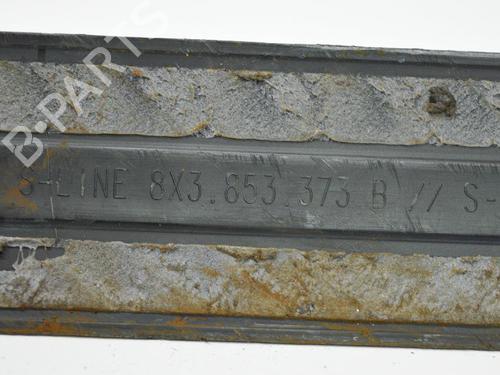 B-PARTS
S-LINE 8X3.853.373 B // S-